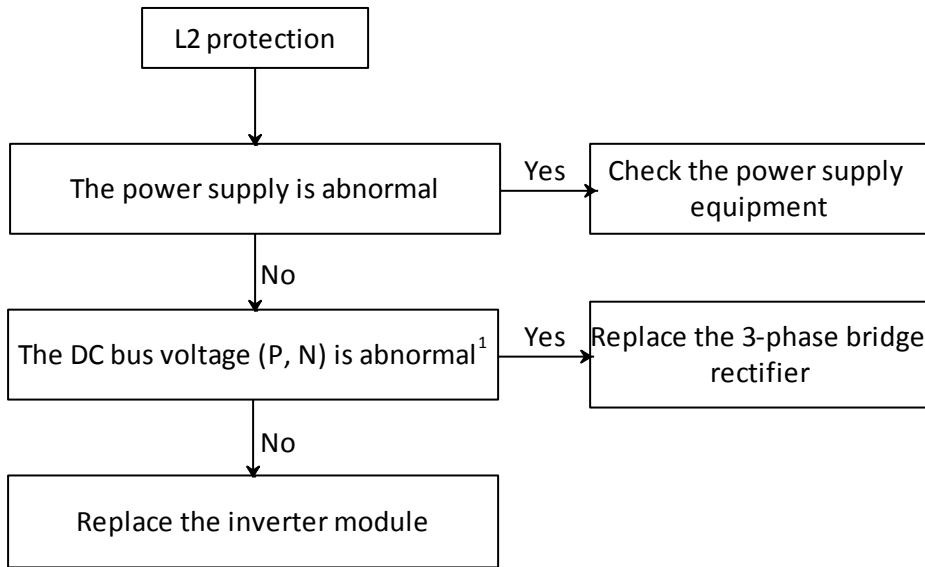 L2 protection
The power supply is abnormal
Yes
Check the power supply
equipment
No
The DC bus voltage (P, N) is abnormal¹
Yes
Replace the 3-phase bridge
rectifier
No
Replace the inverter module